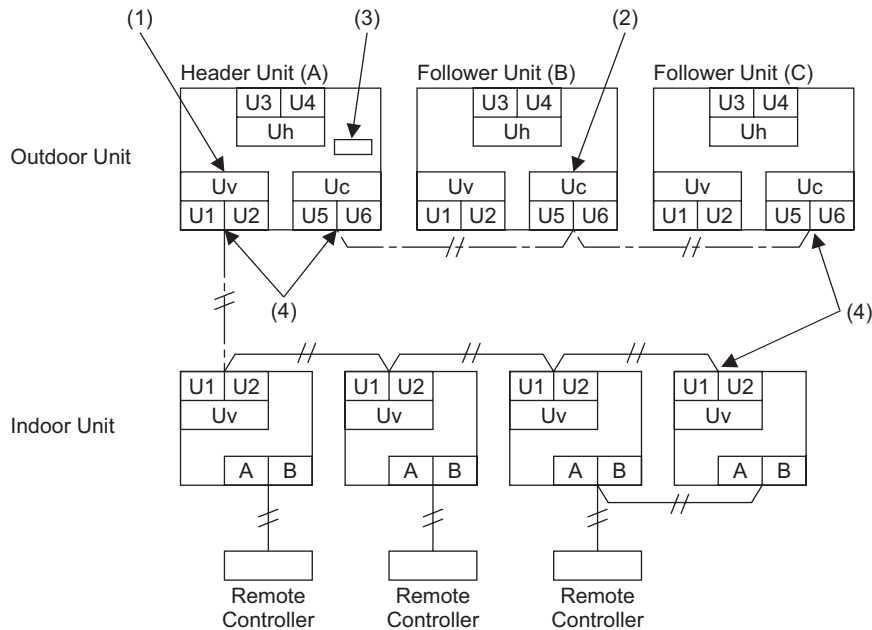 (1) (3) (2)
Header Unit (A) Follower Unit (B) Follower Unit (C)
U3 U4 U3 U4 U3 U4
Uh Uh Uh
Outdoor Unit
Uv Uc Uv Uc Uv Uc
U1 U2 U5 U6 U1 U2 U5 U6 U1 U2 U5 U6
(4) (4)
U1 U2 U1 U2 U1 U2 U1 U2
Uv Uv Uv Uv
Indoor Unit
A B A B A B A B
Remote Remote Remote
Controller Controller Controller